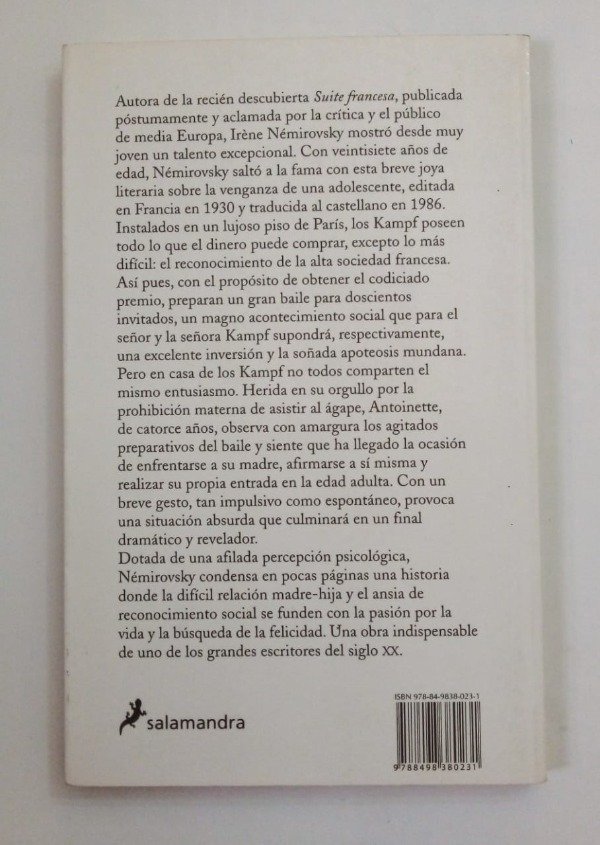 Autora de la recién descubierta Suite francesa, publicada
póstumamente y aclamada por la crítica y el público
de media Europa, Irène Némirovsky mostró desde muy
joven un talento excepcional. Con veintisiete años de
edad, Némirovsky saltó a la fama con esta breve joya
literaria sobre la venganza de una adolescente, editada
en Francia en 1930 y traducida al castellano en 1986.
Instalados en un lujoso piso de París, los Kampf poseen
todo lo que el dinero puede comprar, excepto lo más
difícil: el reconocimiento de la alta sociedad francesa.
Así pues, con el propósito de obtener el codiciado
premio, preparan un gran baile para doscientos
invitados, un magno acontecimiento social que para el
señor y la señora Kampf supondrá, respectivamente,
una excelente inversión y la soñada apoteosis mundana.
Pero en casa de los Kampf no todos comparten el
mismo entusiasmo. Herida en su orgullo por la
prohibición materna de asistir al ágape, Antoinette,
de catorce años, observa con amargura los agitados
preparativos del baile y siente que ha llegado la ocasión
de enfrentarse a su madre, afirmarse a sí misma y
realizar su propia entrada en la edad adulta. Con un
breve gesto, tan impulsivo como espontáneo, provoca
una situación absurda que culminará en un final
dramático y revelador.
Dotada de una afilada percepción psicológica,
Némirovsky condensa en pocas páginas una historia
donde la difícil relación madre-hija y el ansia de
reconocimiento social se funden con la pasión por la
vida y la búsqueda de la felicidad. Una obra indispensable
de uno de los grandes escritores del siglo XX.
ISBN 978-84-9838-023-1
salamandra
9788498380231